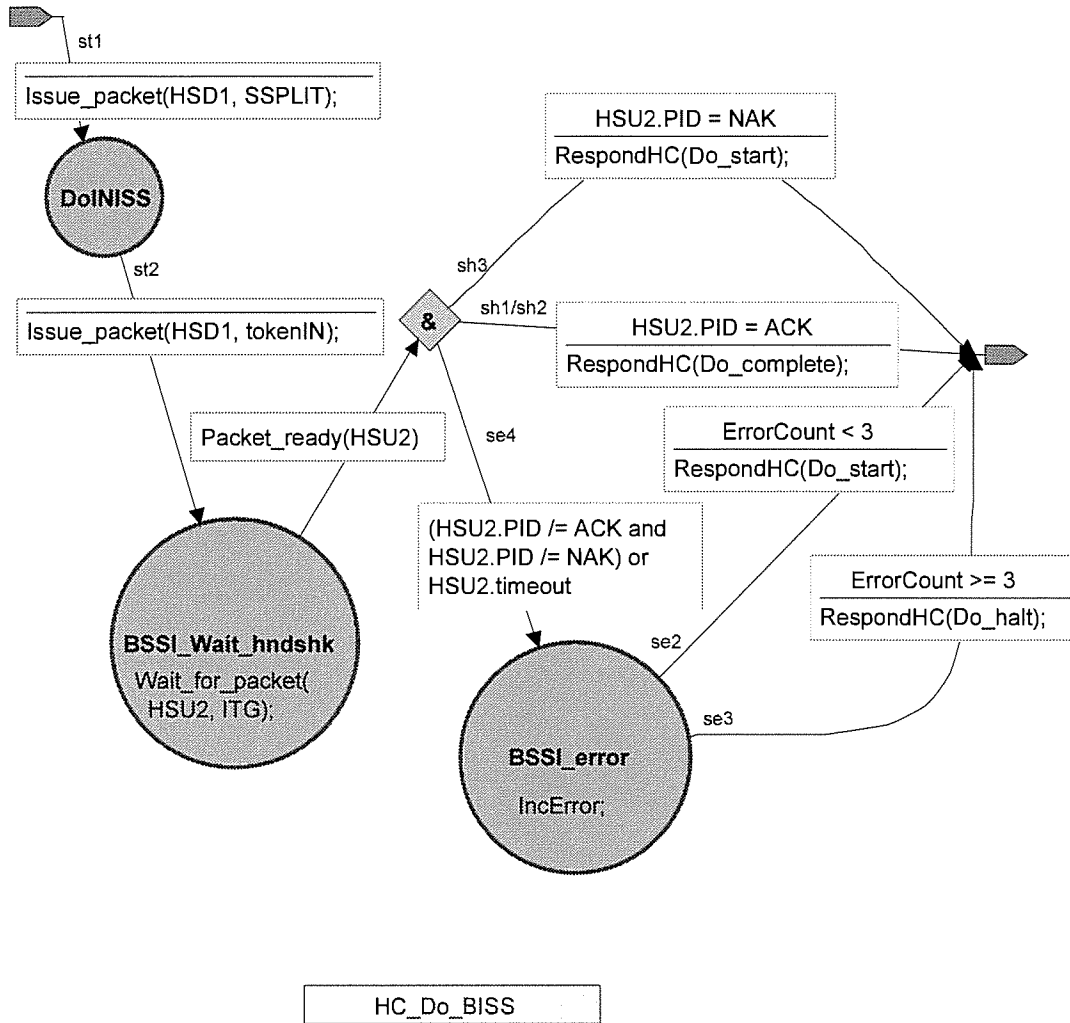 st1
Issue_packet(HSD1, SSPLIT);
DoINISS
st2
Issue_packet(HSD1, tokenIN);
HSU2.PID = NAK
RespondHC(Do_start);
sh3
&
sh1/sh2
HSU2.PID = ACK
RespondHC(Do_complete);
Packet_ready(HSU2)
se4
ErrorCount < 3
RespondHC(Do_start);
(HSU2.PID /= ACK and
HSU2.PID /= NAK) or
HSU2.timeout
ErrorCount >= 3
RespondHC(Do_halt);
BSSI_Wait_hndshk
Wait_for_packet(
HSU2, ITG);
se2
se3
BSSI_error
IncError;
HC_Do_BISS